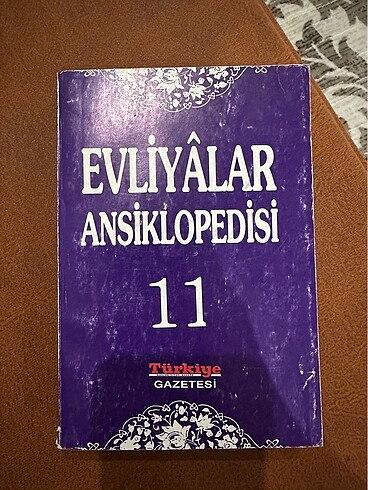 EVLİYÂLAR
ANSİKLOPEDİSİ
11
Türkiye
GAZETESİ